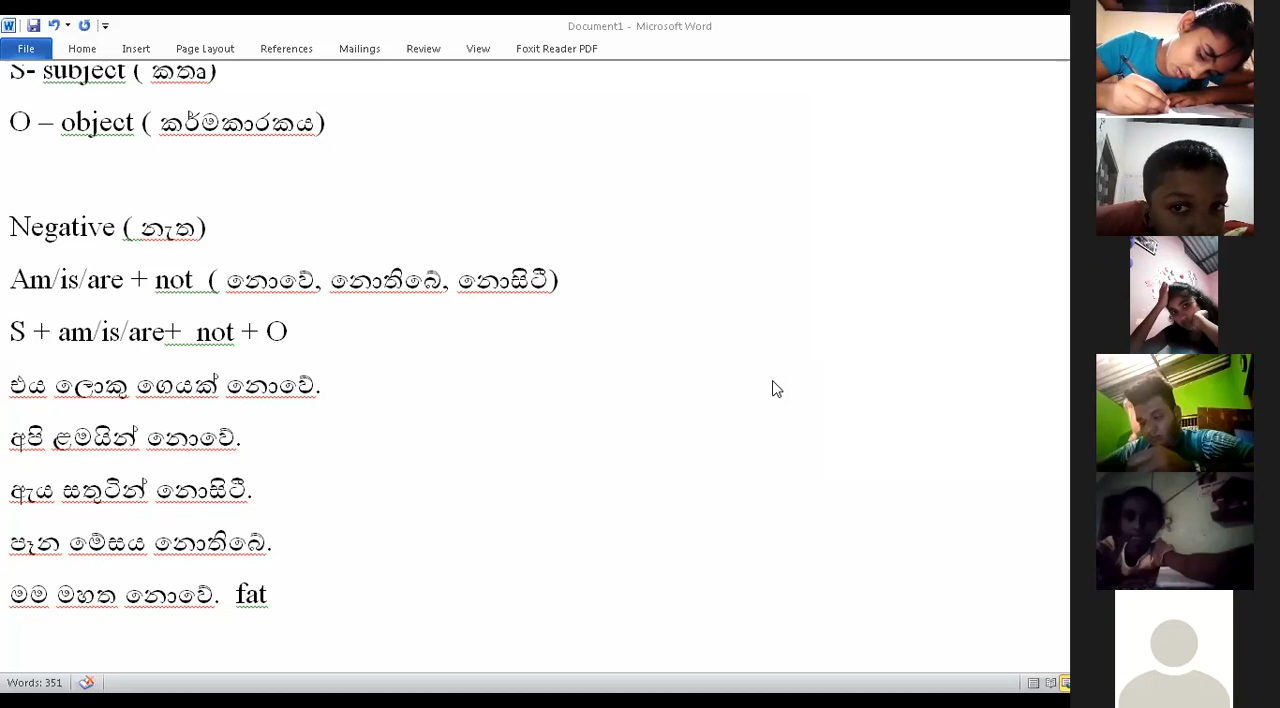 Document1 - Microsoft Word
File Home Insert Page Layout References Mailings Review View Foxit Reader PDF
S- subject ( කතෘ)
O – object ( කර්මකාරකය)
Negative ( නැත)
Am/is/are + not ( නොවේ, නොතිබේ, නොසිටී)
S + am/is/are+ not + O
එය ලොකු ගෙයක් නොවේ.
අපි ළමයින් නොවේ.
ඇය සතුටින් නොසිටී.
පෑන මේසය නොතිබේ.
මම මහත නොවේ. fat
Words: 351